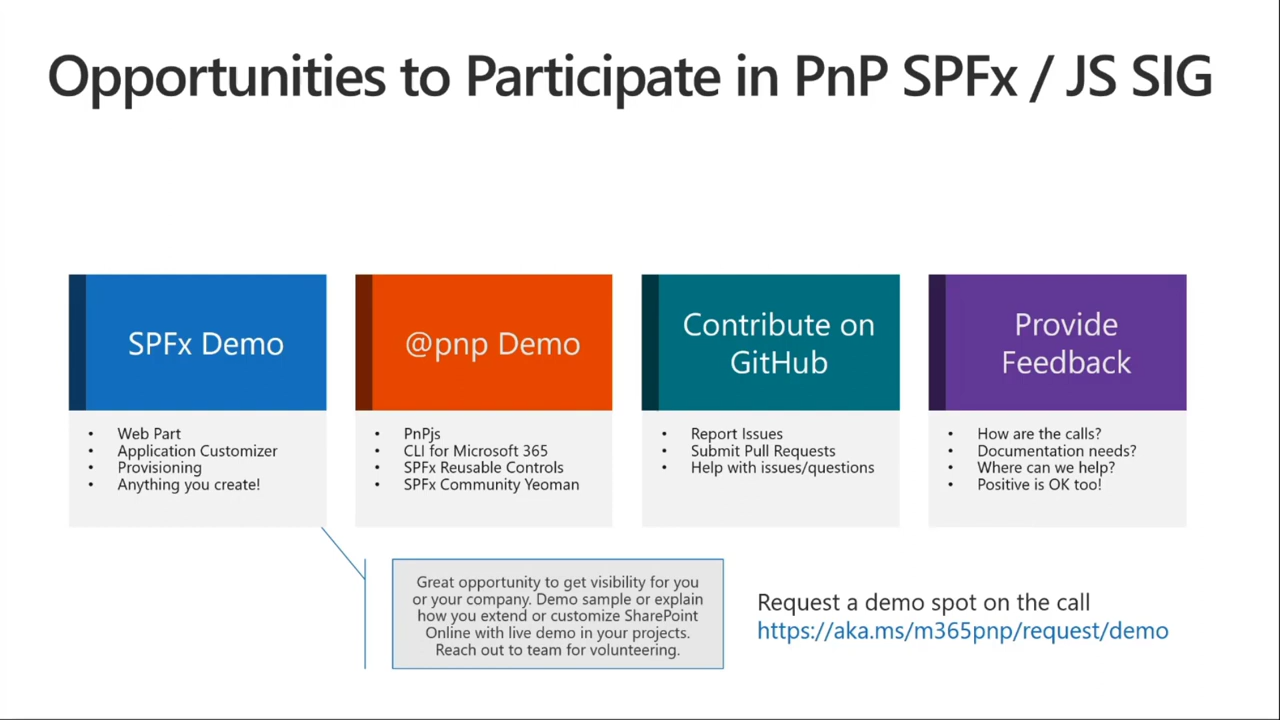 Opportunities to Participate in PnP SPFx / JS SIG
SPFx Demo
• Web Part
• Application Customizer
• Provisioning
• Anything you create!
@pnp Demo
• PnPjs
• CLI for Microsoft 365
• SPFx Reusable Controls
• SPFx Community Yeoman
Contribute on
GitHub
• Report Issues
• Submit Pull Requests
• Help with issues/questions
Provide
Feedback
• How are the calls?
• Documentation needs?
• Where can we help?
• Positive is OK too!
Great opportunity to get visibility for you
or your company. Demo sample or explain
how you extend or customize SharePoint
Online with live demo in your projects.
Reach out to team for volunteering.
Request a demo spot on the call
https://aka.ms/m365pnp/request/demo